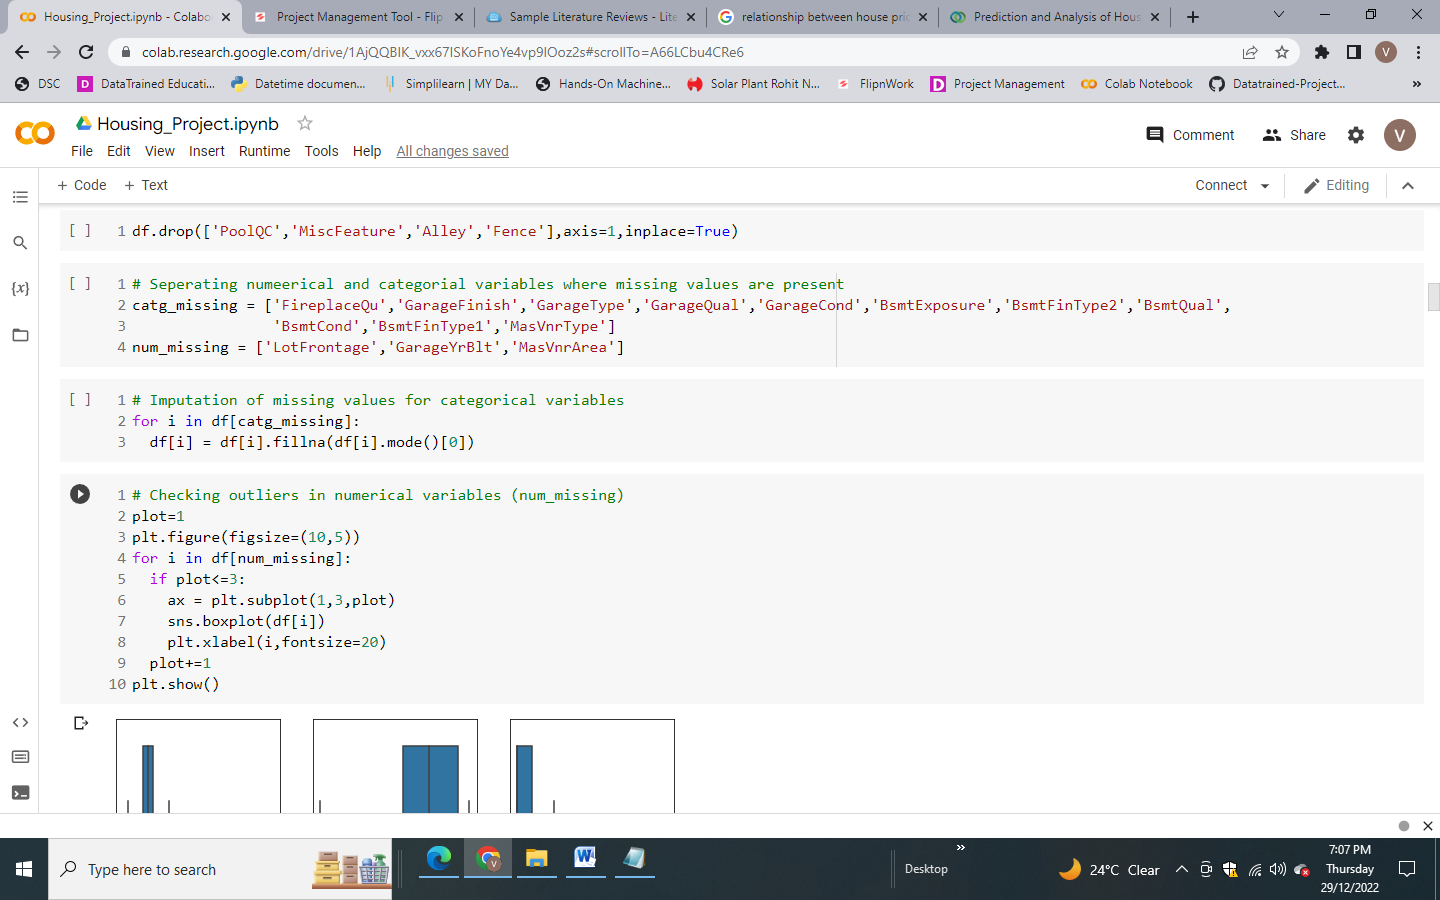 Housing_Project.ipynb - Colabo
Project Management Tool - Flip
Sample Literature Reviews - Lite
relationship between house pric
Prediction and Analysis of Hous
colab.research.google.com/drive/1AjQQBIK_vxx67ISKoFnoYe4vp9IOoz2s#scrollTo=A66LCbu4CRe6
V
DSC
DataTrained Educati...
Datetime documen...
Simplilearn | MY Da...
Hands-On Machine...
Solar Plant Rohit N...
FlipnWork
Project Management
Colab Notebook
Datatrained-Project...
»
Housing_Project.ipynb
Comment
Share
V
File Edit View Insert Runtime Tools Help All changes saved
+ Code + Text
Connect
Editing
[ ] 1 df.drop(['PoolQC','MiscFeature','Alley','Fence'],axis=1,inplace=True)
[ ] 1 # Seperating numeerical and categorial variables where missing values are present
2 catg_missing = ['FireplaceQu','GarageFinish','GarageType','GarageQual','GarageCond','BsmtExposure','BsmtFinType2','BsmtQual',
3 'BsmtCond','BsmtFinType1','MasVnrType']
4 num_missing = ['LotFrontage','GarageYrBlt','MasVnrArea']
[ ] 1 # Imputation of missing values for categorical variables
2 for i in df[catg_missing]:
3 df[i] = df[i].fillna(df[i].mode()[0])
1 # Checking outliers in numerical variables (num_missing)
2 plot=1
3 plt.figure(figsize=(10,5))
4 for i in df[num_missing]:
5 if plot<=3:
6 ax = plt.subplot(1,3,plot)
7 sns.boxplot(df[i])
8 plt.xlabel(i,fontsize=20)
9 plot+=1
10 plt.show()
{x}
Type here to search
Desktop
»
24°C Clear
7:07 PM
Thursday
29/12/2022